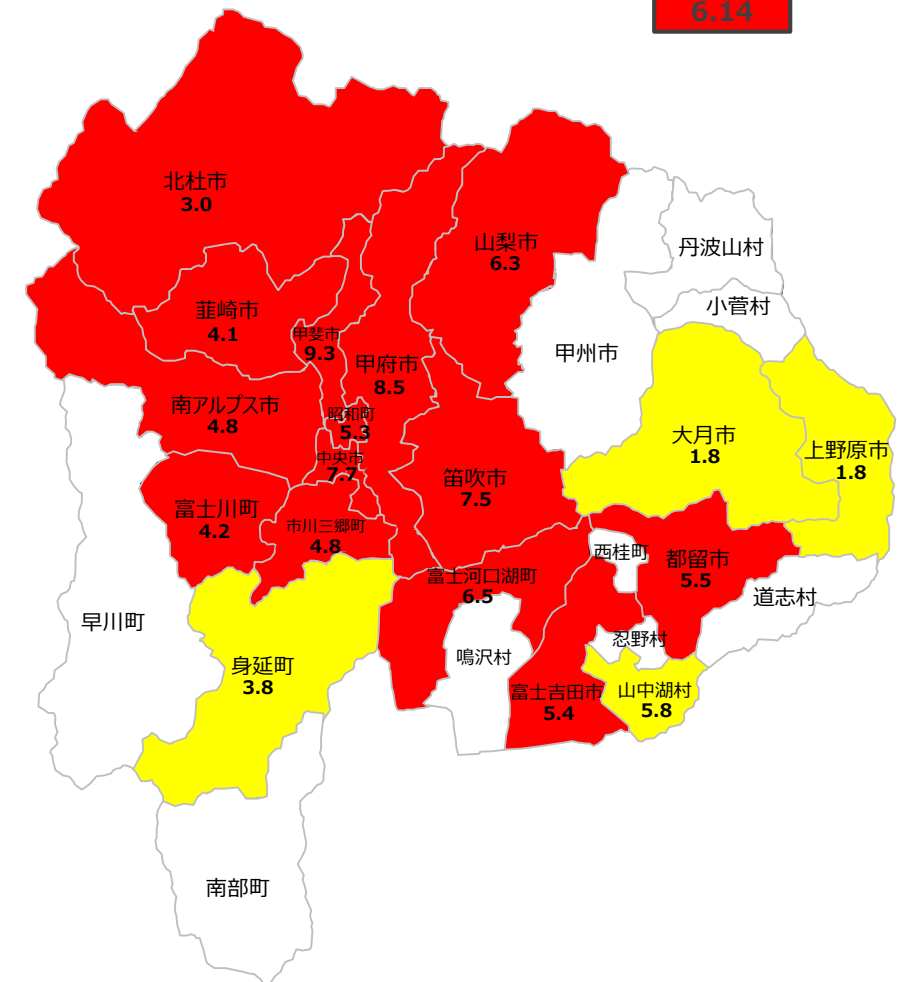 6.14
北杜市
3.0
山梨市
6.3
丹波山村
小菅村
韮崎市
4.1
甲斐市
9.3
甲府市
8.5
甲州市
南アルプス市
4.8
昭和町
5.3
大月市
1.8
上野原市
1.8
中央市
7.7
笛吹市
7.5
富士川町
4.2
市川三郷町
4.8
西桂町
都留市
5.5
富士河口湖町
6.5
道志村
早川町
忍野村
鳴沢村
身延町
3.8
富士吉田市
5.4
山中湖村
5.8
南部町